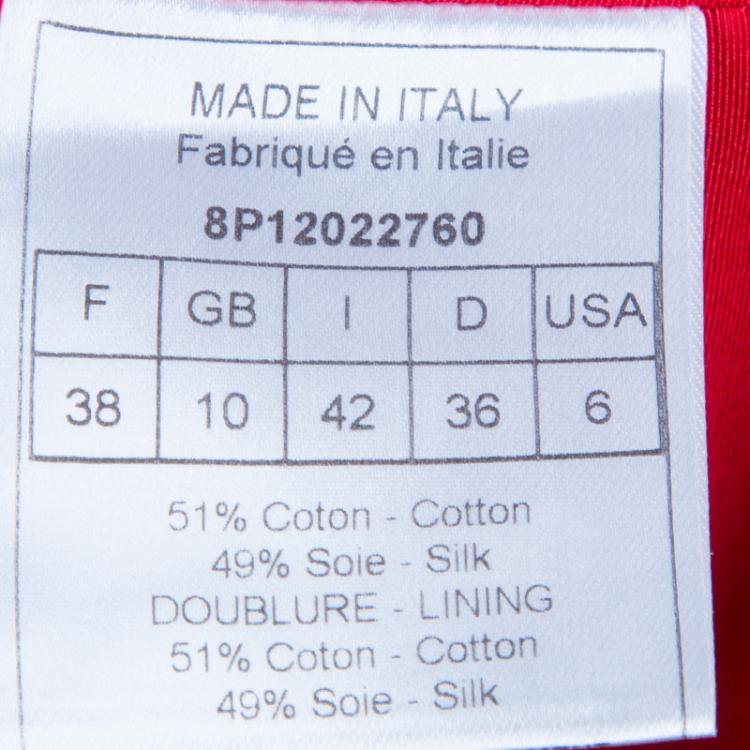 MADE IN ITALY
Fabriqué en Italie
8P12022760
F GB I D USA
38 10 42 36 6
51% Coton - Cotton
49% Soie - Silk
DOUBLURE - LINING
51% Coton - Cotton
49% Soie - Silk